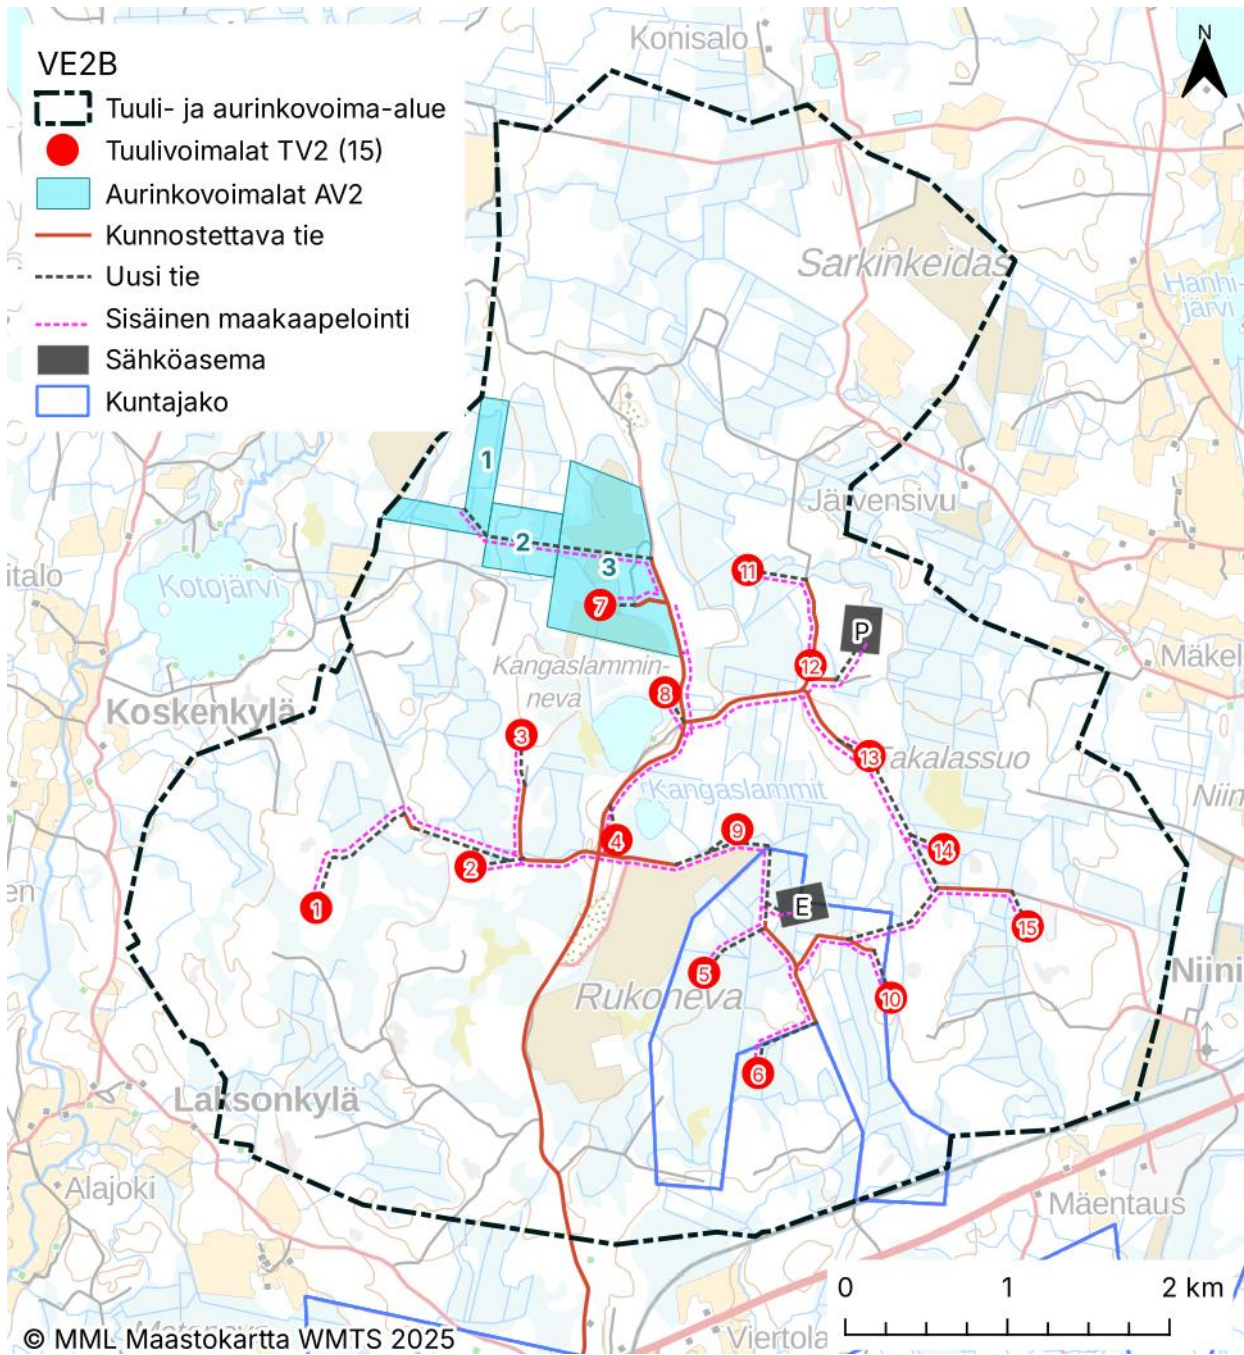 VE2B
Tuuli- ja aurinkovoima-alue
Tuulivoimalat TV2 (15)
Aurinkovoimalat AV2
Kunnostettava tie
Uusi tie
Sisäinen maakaapelointi
Sähköasema
Kuntajako
N
Konisalo
Sarkinkeidas
Hanhi-
järvi
1
Järvensivu
2
3
11
italo
Kotojärvi
7
P
12
Mäkel
Kangaslammin-
neva
8
Koskenkylä
3
13
Takalassuo
Kangaslammit
Niin
9
4
14
2
en
1
E
15
5
Niini
Rukoneva
10
6
Laksonkylä
Alajoki
Mäentaus
0 1 2 km
Viertola
© MML Maastokartta WMTS 2025